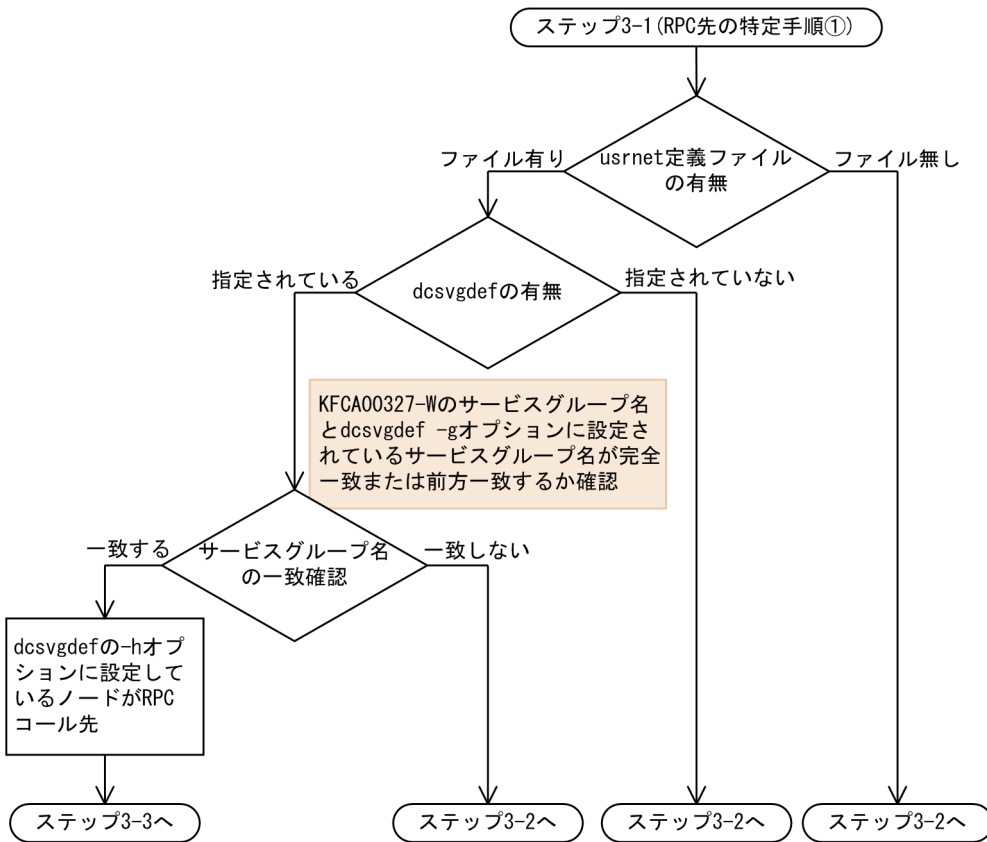 ステップ3-1(RPC先の特定手順①)
ファイル有り
usrnet定義ファイル
の有無
ファイル無し
指定されている
dcsvgdefの有無
指定されていない
KFCA00327-Wのサービスグループ名
とdcsvgdef -gオプションに設定さ
れているサービスグループ名が完全
一致または前方一致するか確認
一致する
サービスグループ名
の一致確認
一致しない
dcsvgdefの-hオプ
ションに設定して
いるノードがRPC
コール先
ステップ3-3へ
ステップ3-2へ
ステップ3-2へ
ステップ3-2へ